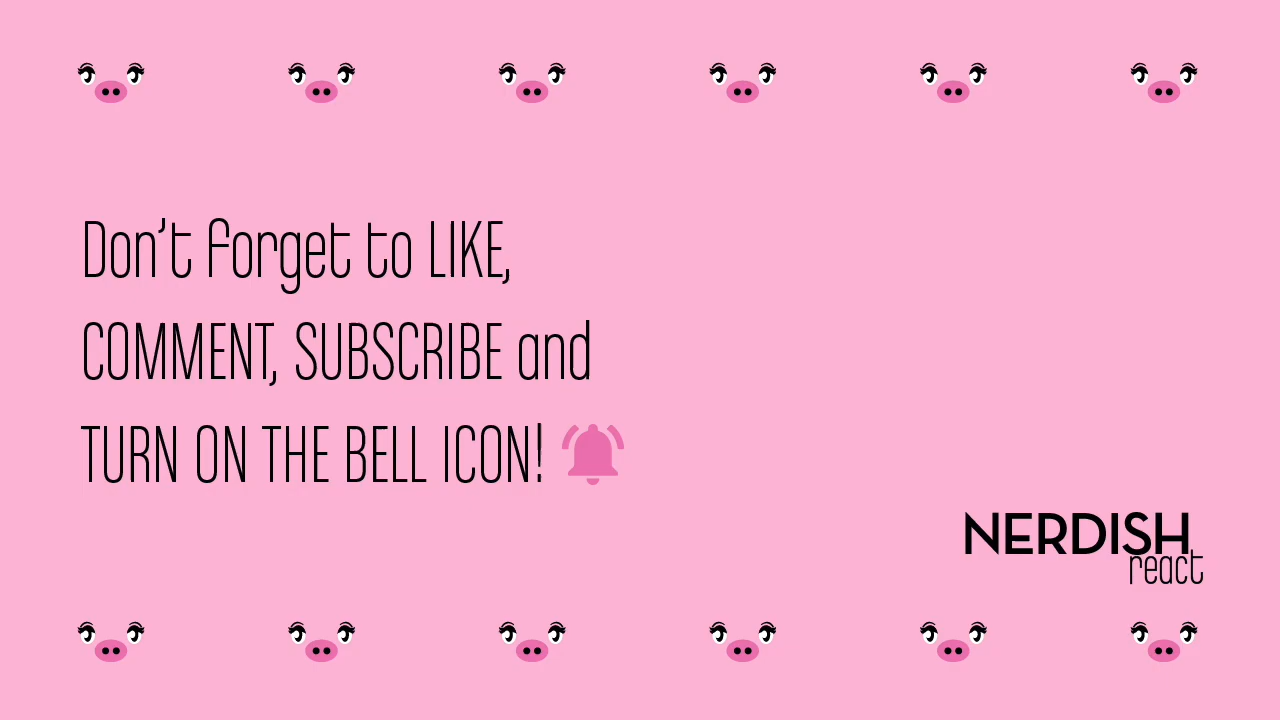 Don't forget to LIKE,
COMMENT, SUBSCRIBE and
TURN ON THE BELL ICON!
NERDISH
react